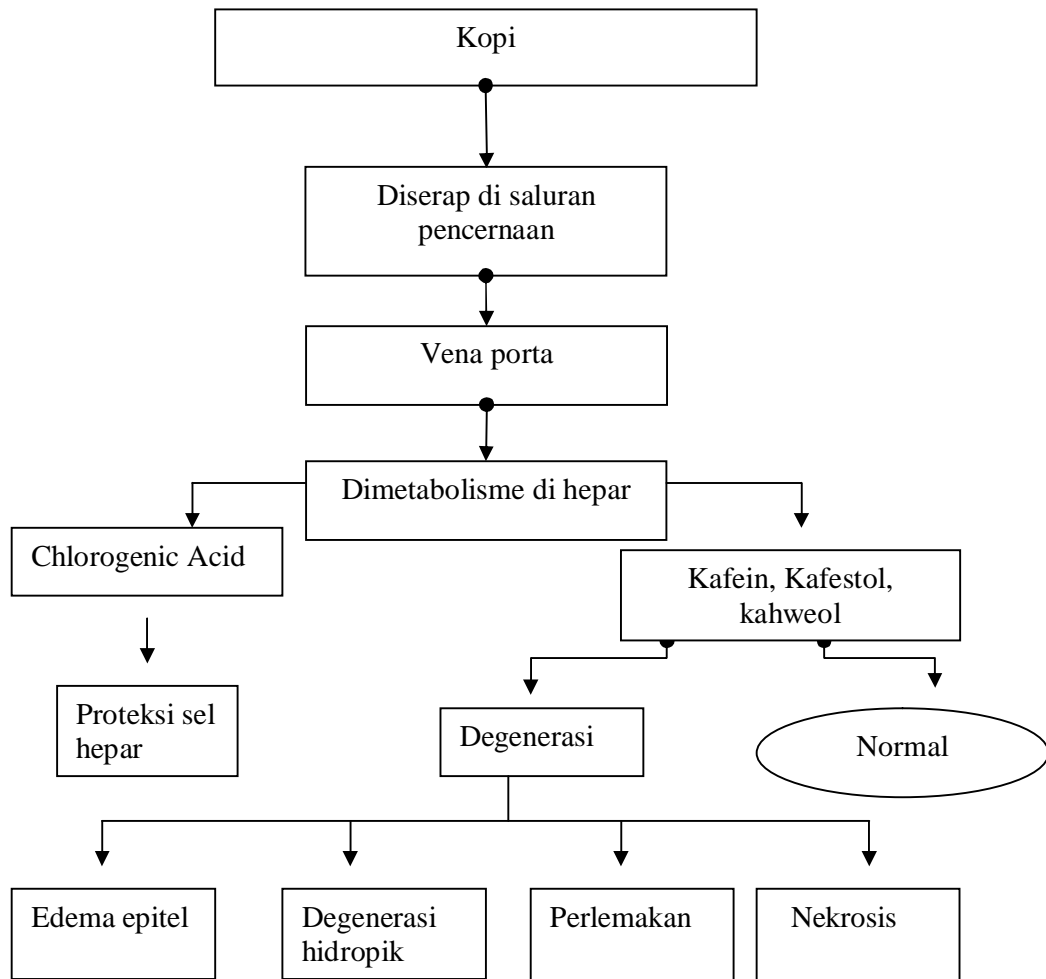 Kopi
Diserap di saluran
pencernaan
Vena porta
Dimetabolisme di hepar
Chlorogenic Acid
Kafein, Kafestol,
kahweol
Proteksi sel
hepar
Degenerasi
Normal
Edema epitel
Degenerasi
hidropik
Perlemakan
Nekrosis